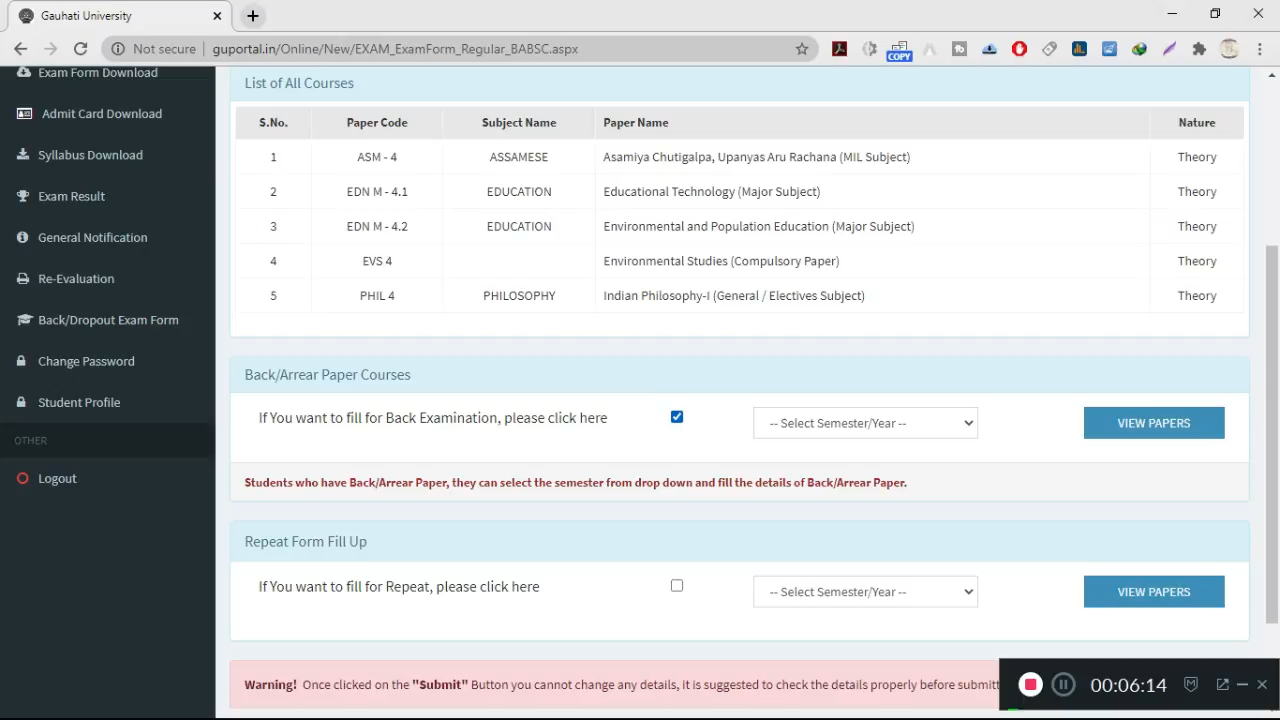 Gauhati University
Not secure | guportal.in/Online/New/EXAM_ExamForm_Regular_BABSC.aspx
COPY
Exam Form Download
Admit Card Download
Syllabus Download
Exam Result
General Notification
Re-Evaluation
Back/Dropout Exam Form
Change Password
Student Profile
OTHER
Logout
List of All Courses
S.No. Paper Code Subject Name Paper Name Nature
1 ASM - 4 ASSAMESE Asamiya Chutigalpa, Upanyas Aru Rachana (MIL Subject) Theory
2 EDN M - 4.1 EDUCATION Educational Technology (Major Subject) Theory
3 EDN M - 4.2 EDUCATION Environmental and Population Education (Major Subject) Theory
4 EVS 4 Environmental Studies (Compulsory Paper) Theory
5 PHIL 4 PHILOSOPHY Indian Philosophy-I (General / Electives Subject) Theory
Back/Arrear Paper Courses
If You want to fill for Back Examination, please click here -- Select Semester/Year -- VIEW PAPERS
Students who have Back/Arrear Paper, they can select the semester from drop down and fill the details of Back/Arrear Paper.
Repeat Form Fill Up
If You want to fill for Repeat, please click here -- Select Semester/Year -- VIEW PAPERS
Warning! Once clicked on the "Submit" Button you cannot change any details, it is suggested to check the details properly before submitt
00:06:14